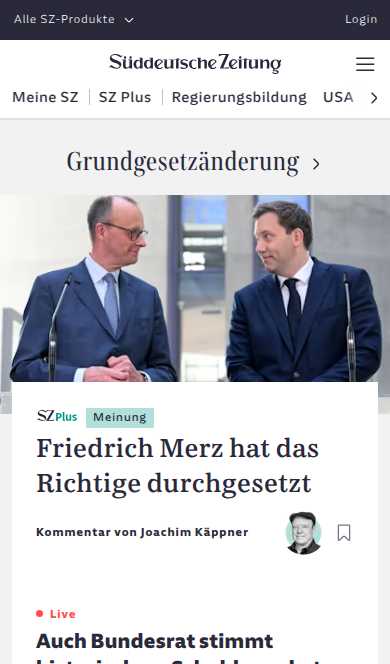 Alle SZ-Produkte
Login
Süddeutsche Zeitung
Meine SZ
SZ Plus
Regierungsbildung
USA
Grundgesetzänderung
SZ Plus
Meinung
Friedrich Merz hat das
Richtige durchgesetzt
Kommentar von Joachim Käppner
Live
Auch Bundesrat stimmt